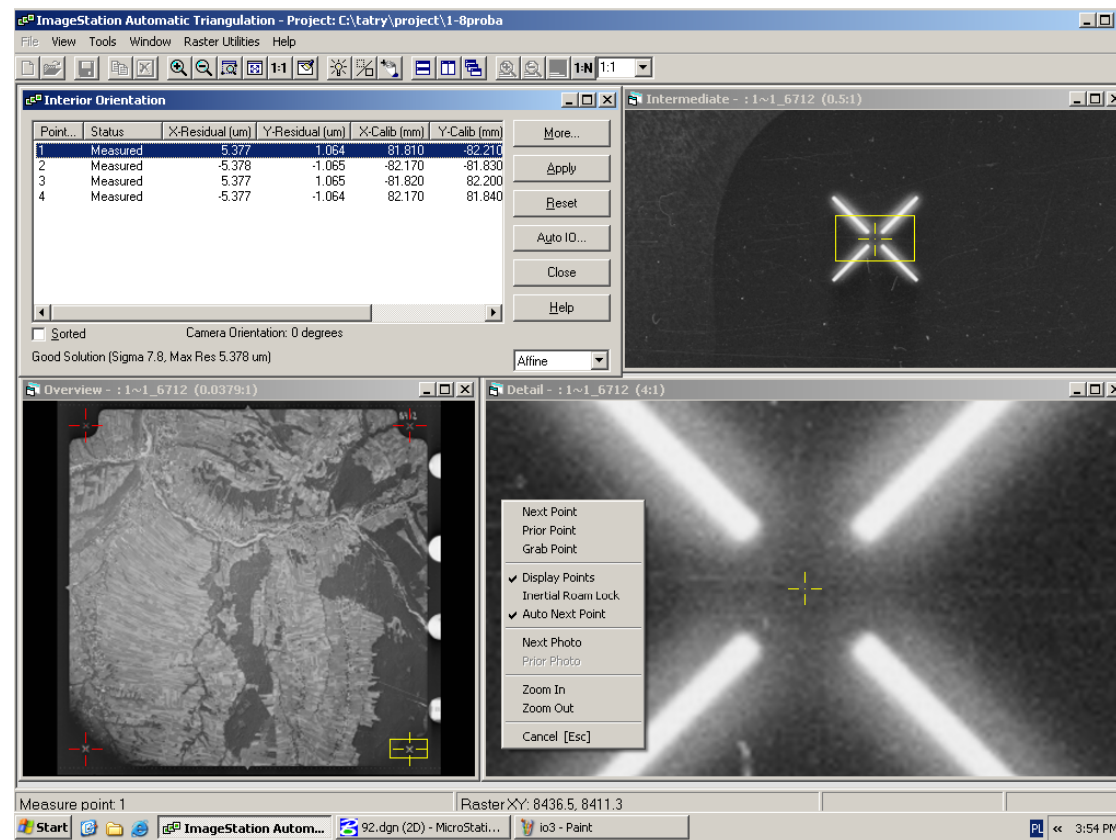 ImageStation Automatic Triangulation - Project: C:\tatry\project\1-8proba
File View Tools Window Raster Utilities Help
1:1 1:N 1:1
Interior Orientation
Point... Status X-Residual (um) Y-Residual (um) X-Calib (mm) Y-Calib (mm)
1 Measured 5.377 1.064 81.810 -82.210
2 Measured -5.378 -1.065 -82.170 -81.830
3 Measured 5.377 1.065 -81.820 82.200
4 Measured -5.377 -1.064 82.170 81.840
More...
Apply
Reset
Auto IO...
Close
Help
Sorted Camera Orientation: 0 degrees
Good Solution (Sigma 7.8, Max Res 5.378 um)
Affine
Intermediate - : 1~1_6712 (0.5:1)
Overview - : 1~1_6712 (0.0379:1)
Detail - : 1~1_6712 (4:1)
Next Point
Prior Point
Grab Point
Display Points
Inertial Roam Lock
Auto Next Point
Next Photo
Prior Photo
Zoom In
Zoom Out
Cancel [Esc]
Measure point: 1 Raster XY: 8436.5, 8411.3
Start ImageStation Autom... 92.dgn (2D) - MicroStati... io3 - Paint PL « 3:54 PM